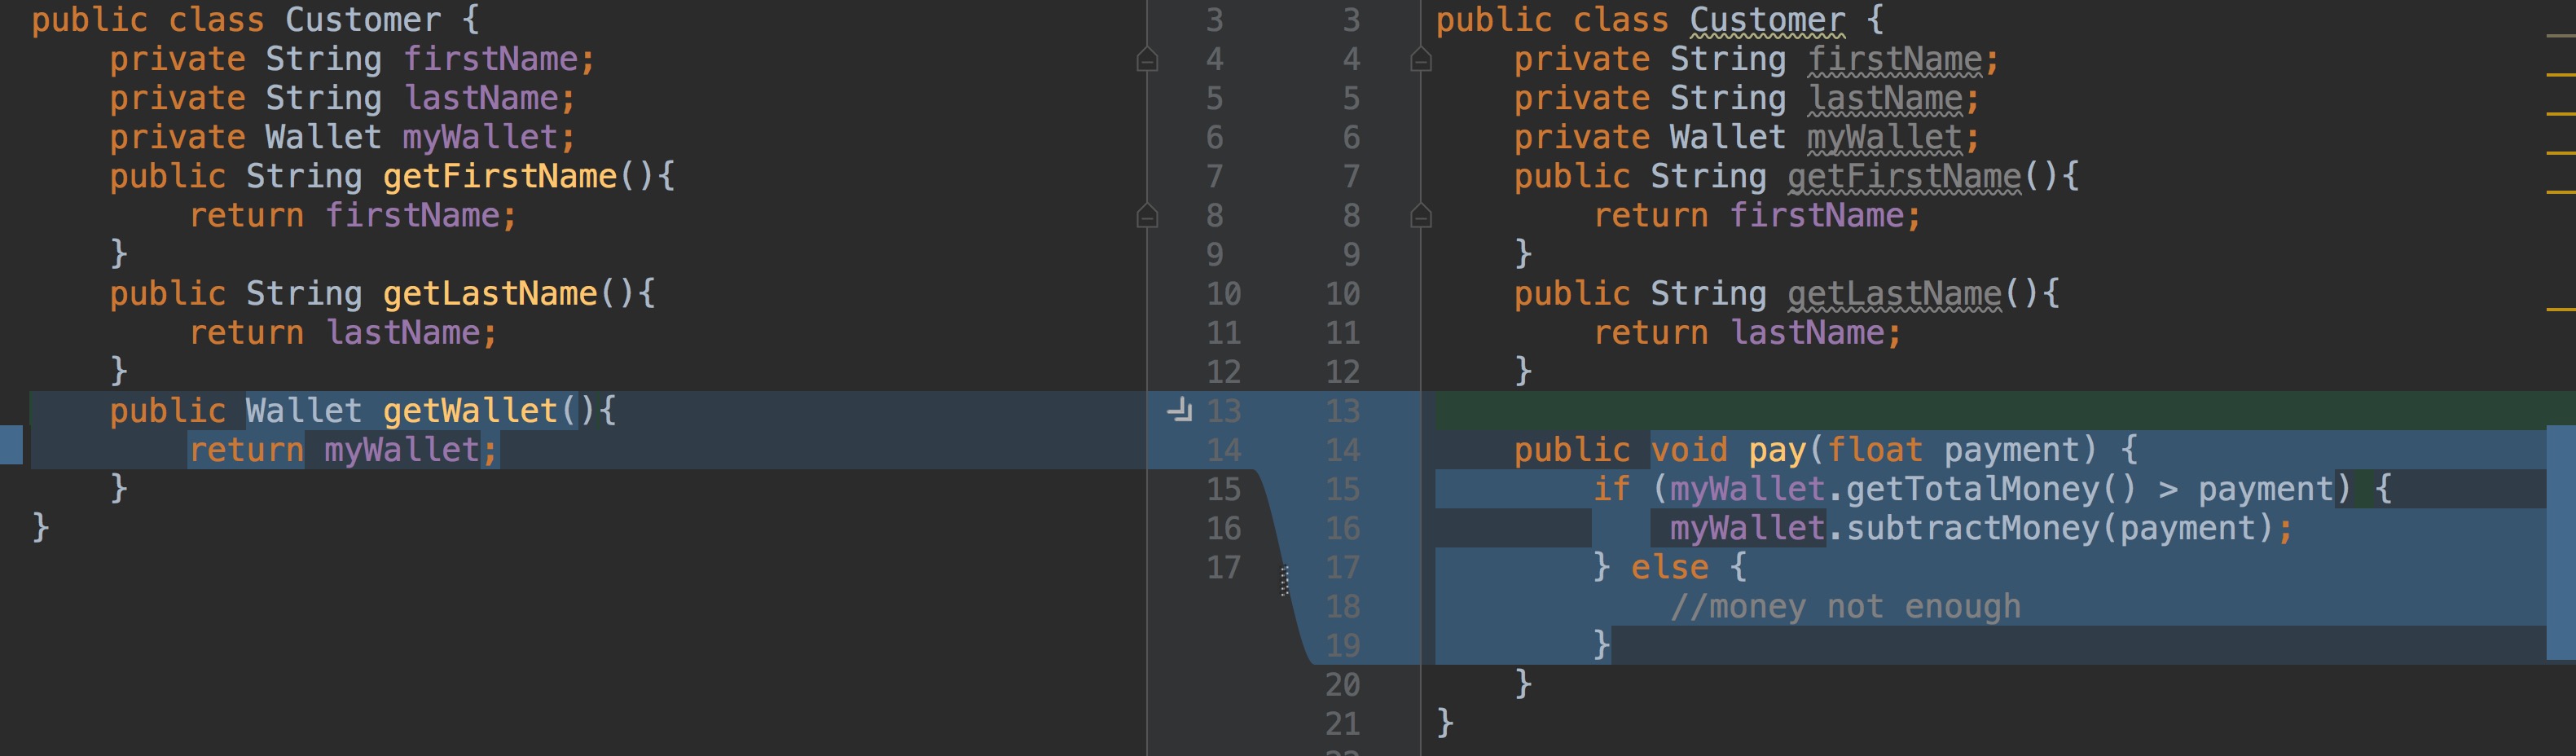 public class Customer {
    private String firstName;
    private String lastName;
    private Wallet myWallet;
    public String getFirstName(){
        return firstName;
    }
    public String getLastName(){
        return lastName;
    }
    public Wallet getWallet(){
        return myWallet;
    }
}
3
4
5
6
7
8
9
10
11
12
13
14
15
16
17
3
4
5
6
7
8
9
10
11
12
13
14
15
16
17
18
19
20
21
public class Customer {
    private String firstName;
    private String lastName;
    private Wallet myWallet;
    public String getFirstName(){
        return firstName;
    }
    public String getLastName(){
        return lastName;
    }

    public void pay(float payment) {
        if (myWallet.getTotalMoney() > payment) {
            myWallet.subtractMoney(payment);
        } else {
            //money not enough
        }
    }
}